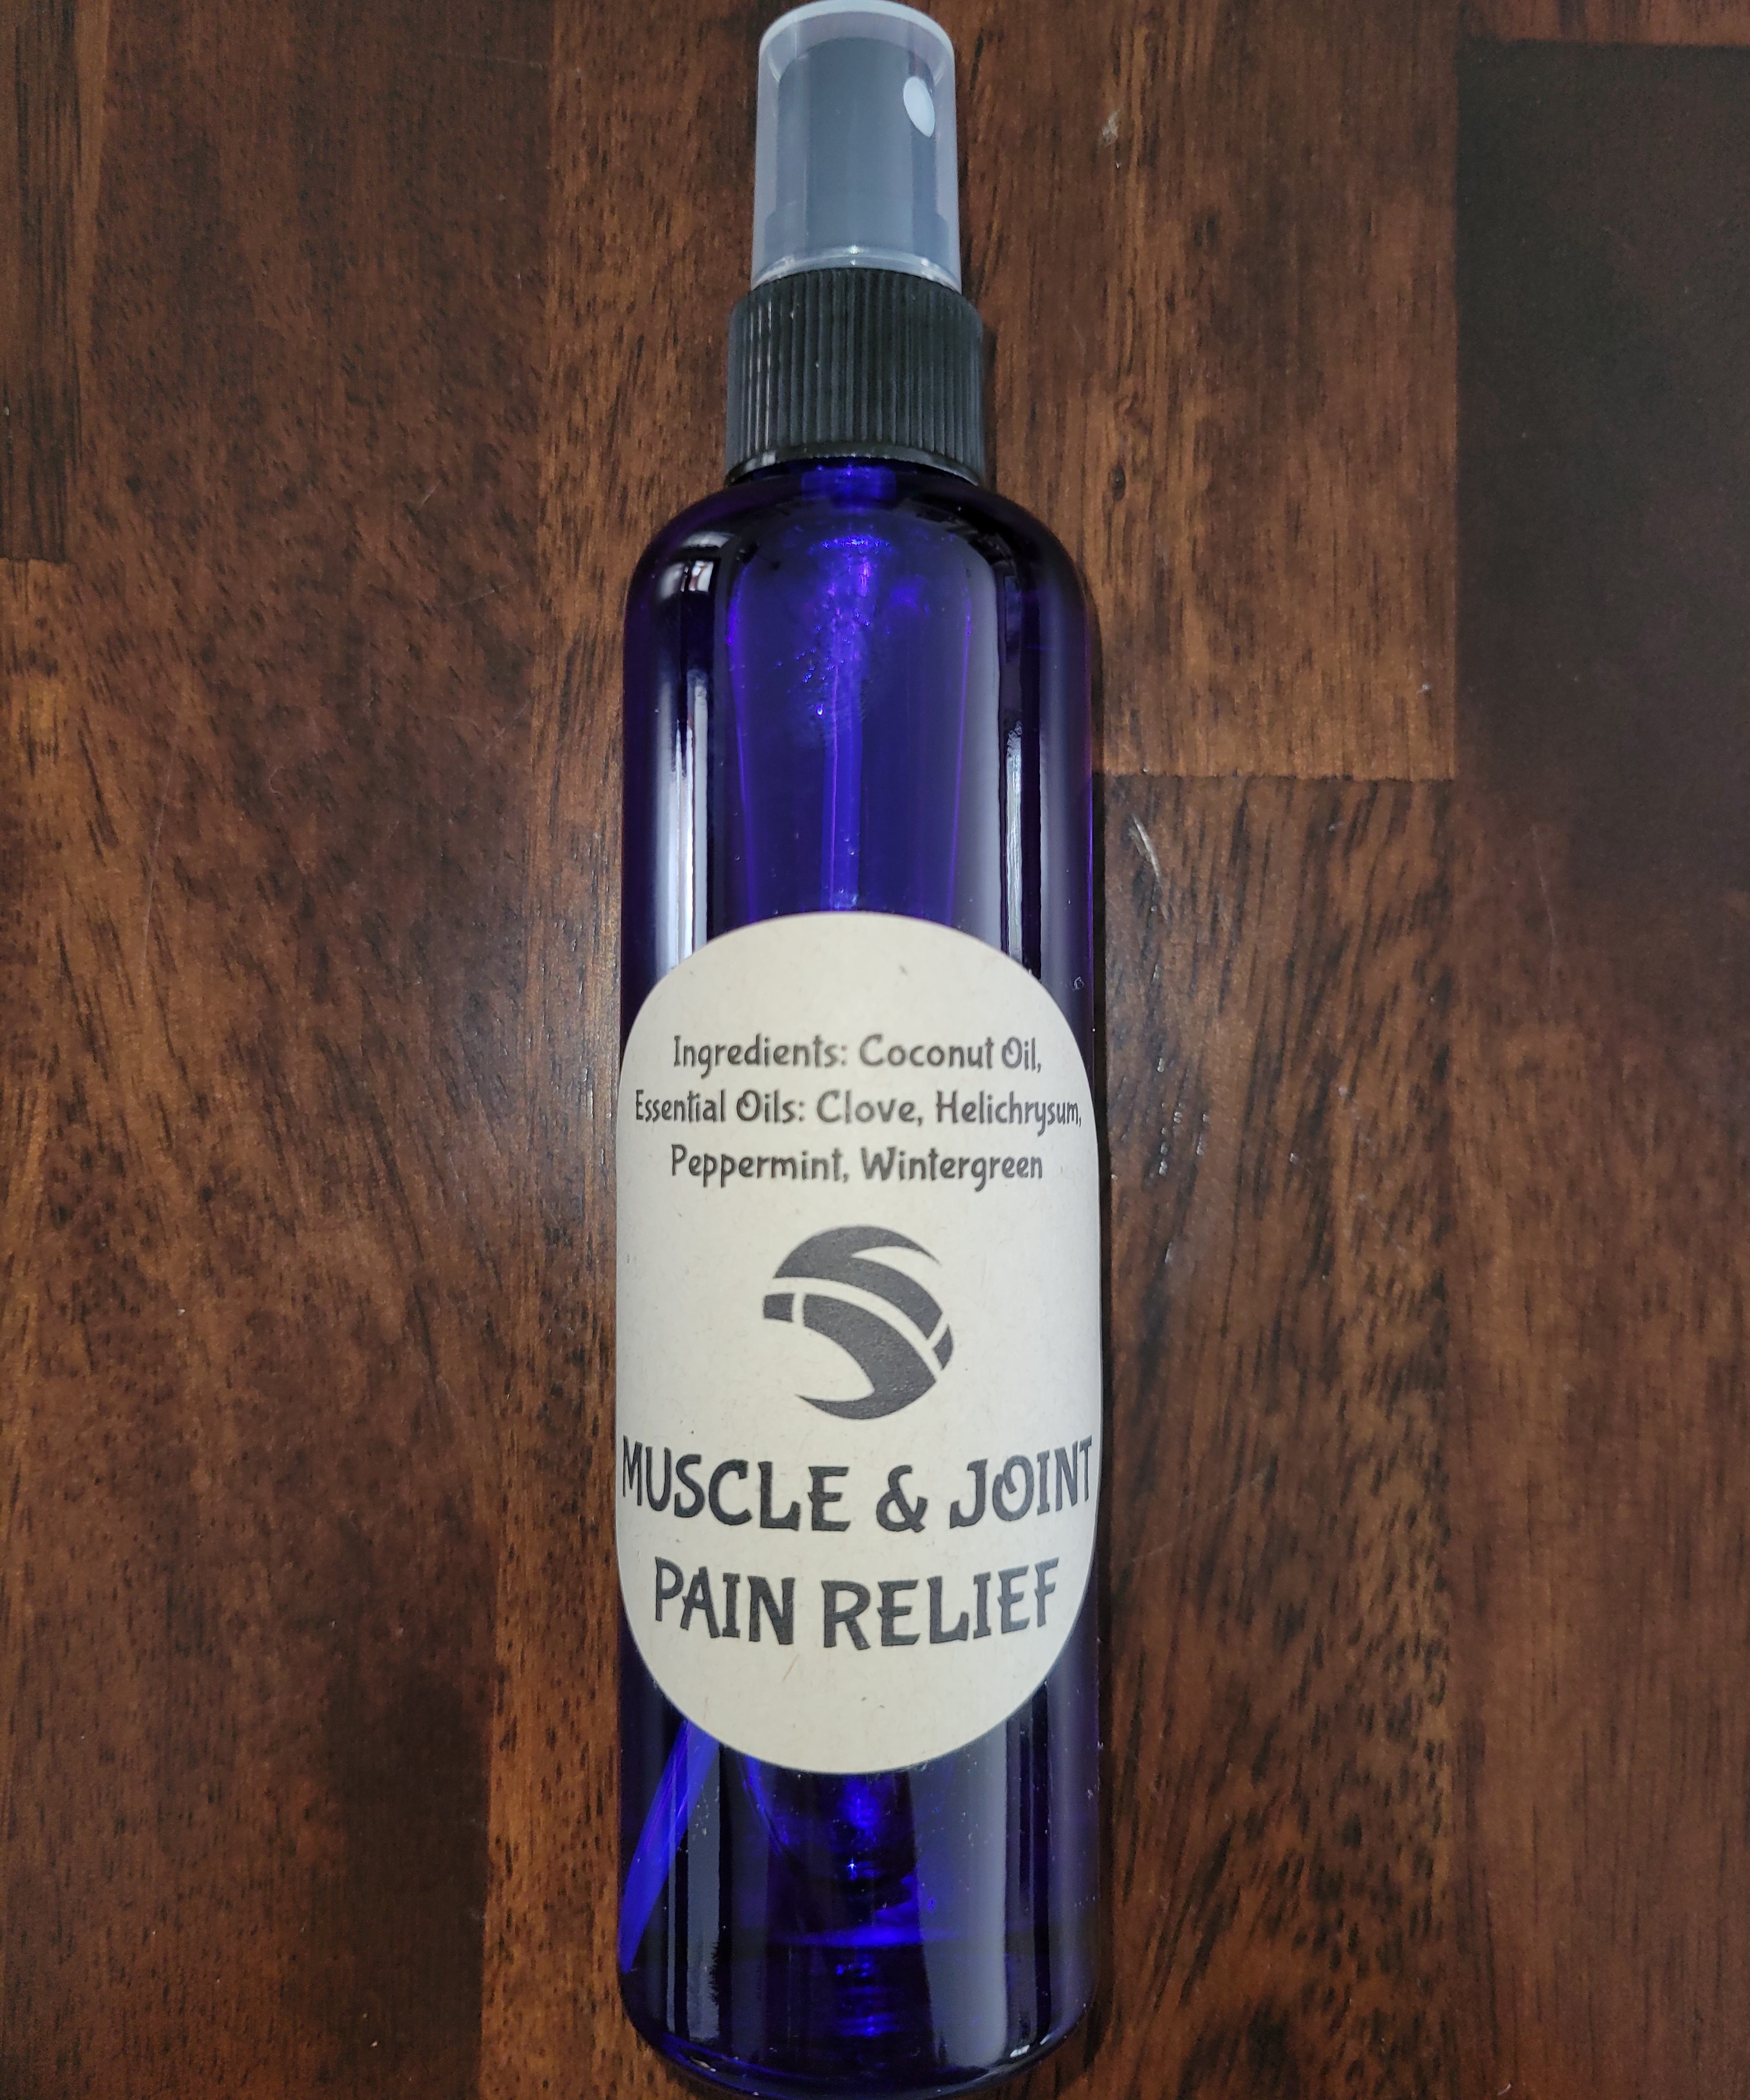 Ingredients: Coconut Oil,
Essential Oils: Clove, Helichrysum,
Peppermint, Wintergreen
MUSCLE & JOINT
PAIN RELIEF